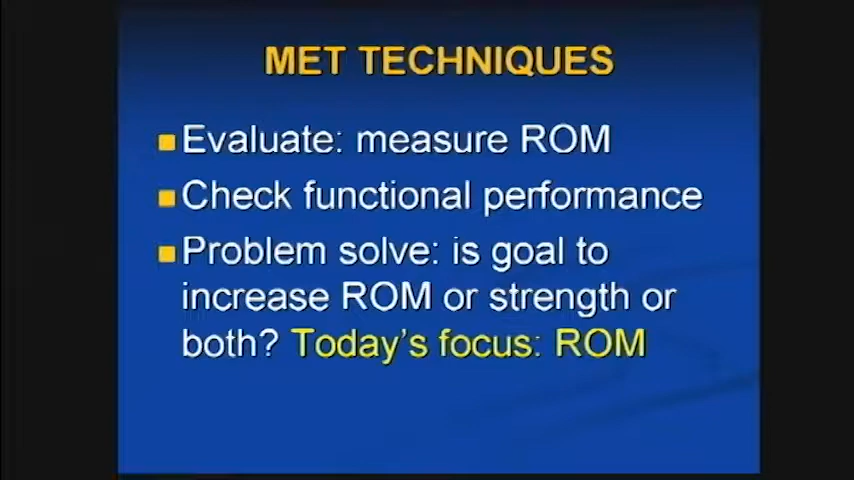 MET TECHNIQUES
Evaluate: measure ROM
Check functional performance
Problem solve: is goal to
increase ROM or strength or
both? Today's focus: ROM